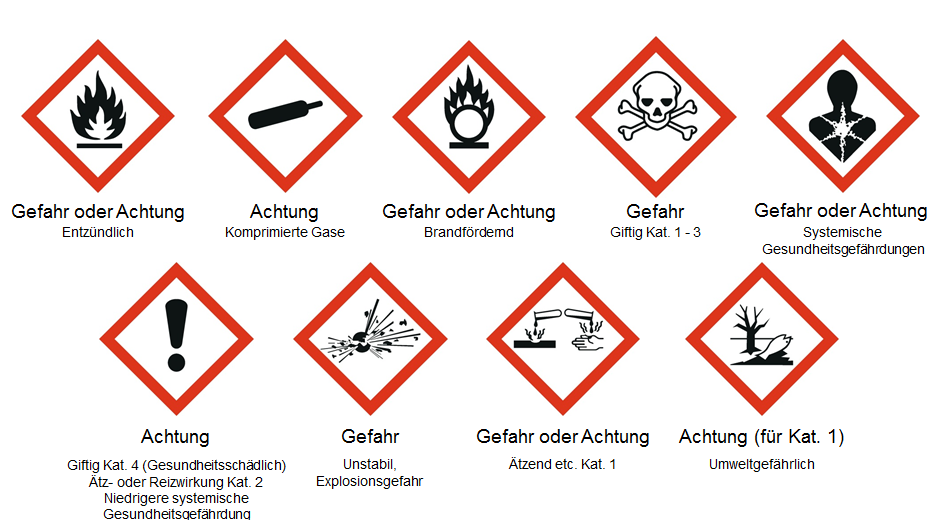 Gefahr oder Achtung
Entzündlich
Achtung
Komprimierte Gase
Gefahr oder Achtung
Brandfördernd
Gefahr
Giftig Kat. 1 - 3
Gefahr oder Achtung
Systemische
Gesundheitsgefährdungen
Achtung
Giftig Kat. 4 (Gesundheitsschädlich)
Ätz- oder Reizwirkung Kat. 2
Niedrigere systemische
Gesundheitsgefährdung
Gefahr
Unstabil,
Explosionsgefahr
Gefahr oder Achtung
Ätzend etc. Kat. 1
Achtung (für Kat. 1)
Umweltgefährlich